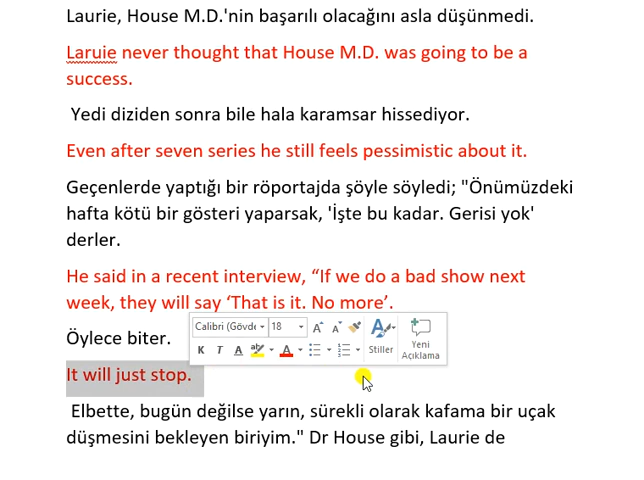 Laurie, House M.D.'nin başarılı olacağını asla düşünmedi.
Laruie never thought that House M.D. was going to be a
success.
Yedi diziden sonra bile hala karamsar hissediyor.
Even after seven series he still feels pessimistic about it.
Geçenlerde yaptığı bir röportajda şöyle söyledi; "Önümüzdeki
hafta kötü bir gösteri yaparsak, 'İşte bu kadar. Gerisi yok'
derler.
He said in a recent interview, “If we do a bad show next
week, they will say ‘That is it. No more’.
Calibri (Gövde 18 A A Stiller Yeni Açıklama
K T A ab A
Öylece biter.
It will just stop.
Elbette, bugün değilse yarın, sürekli olarak kafama bir uçak
düşmesini bekleyen biriyim." Dr House gibi, Laurie de